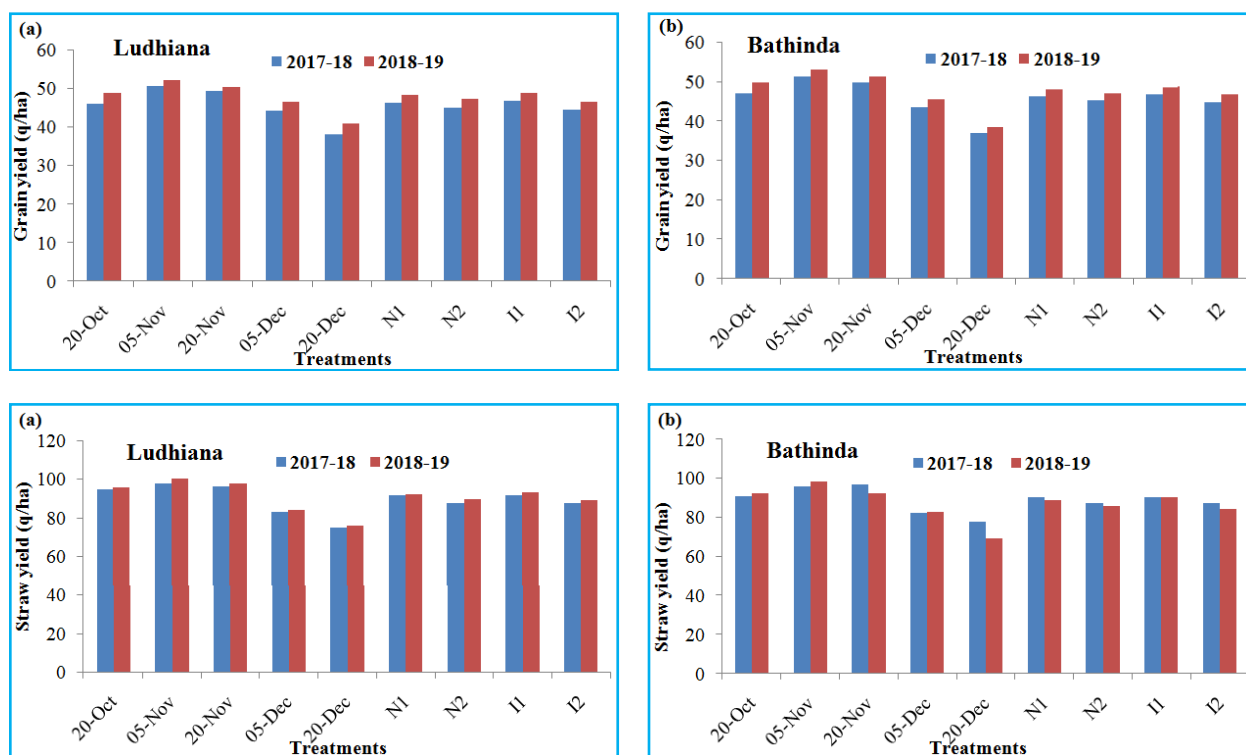 (a)
Ludhiana
2017-18 2018-19
60
50
40
30
20
10
0
Grain yield (q/ha)
20-Oct 05-Nov 20-Nov 05-Dec 20-Dec N1 N2 I1 I2
Treatments
(b)
Bathinda
2017-18 2018-19
60
50
40
30
20
10
0
Grain yield (q/ha)
20-Oct 05-Nov 20-Nov 05-Dec 20-Dec N1 N2 I1 I2
Treatments
(a)
Ludhiana
2017-18 2018-19
120
100
80
60
40
20
0
Straw yield (q/ha)
20-Oct 05-Nov 20-Nov 05-Dec 20-Dec N1 N2 I1 I2
Treatments
(b)
Bathinda
2017-18 2018-19
120
100
80
60
40
20
0
Straw yield (q/ha)
20-Oct 05-Nov 20-Nov 05-Dec 20-Dec N1 N2 I1 I2
Treatments